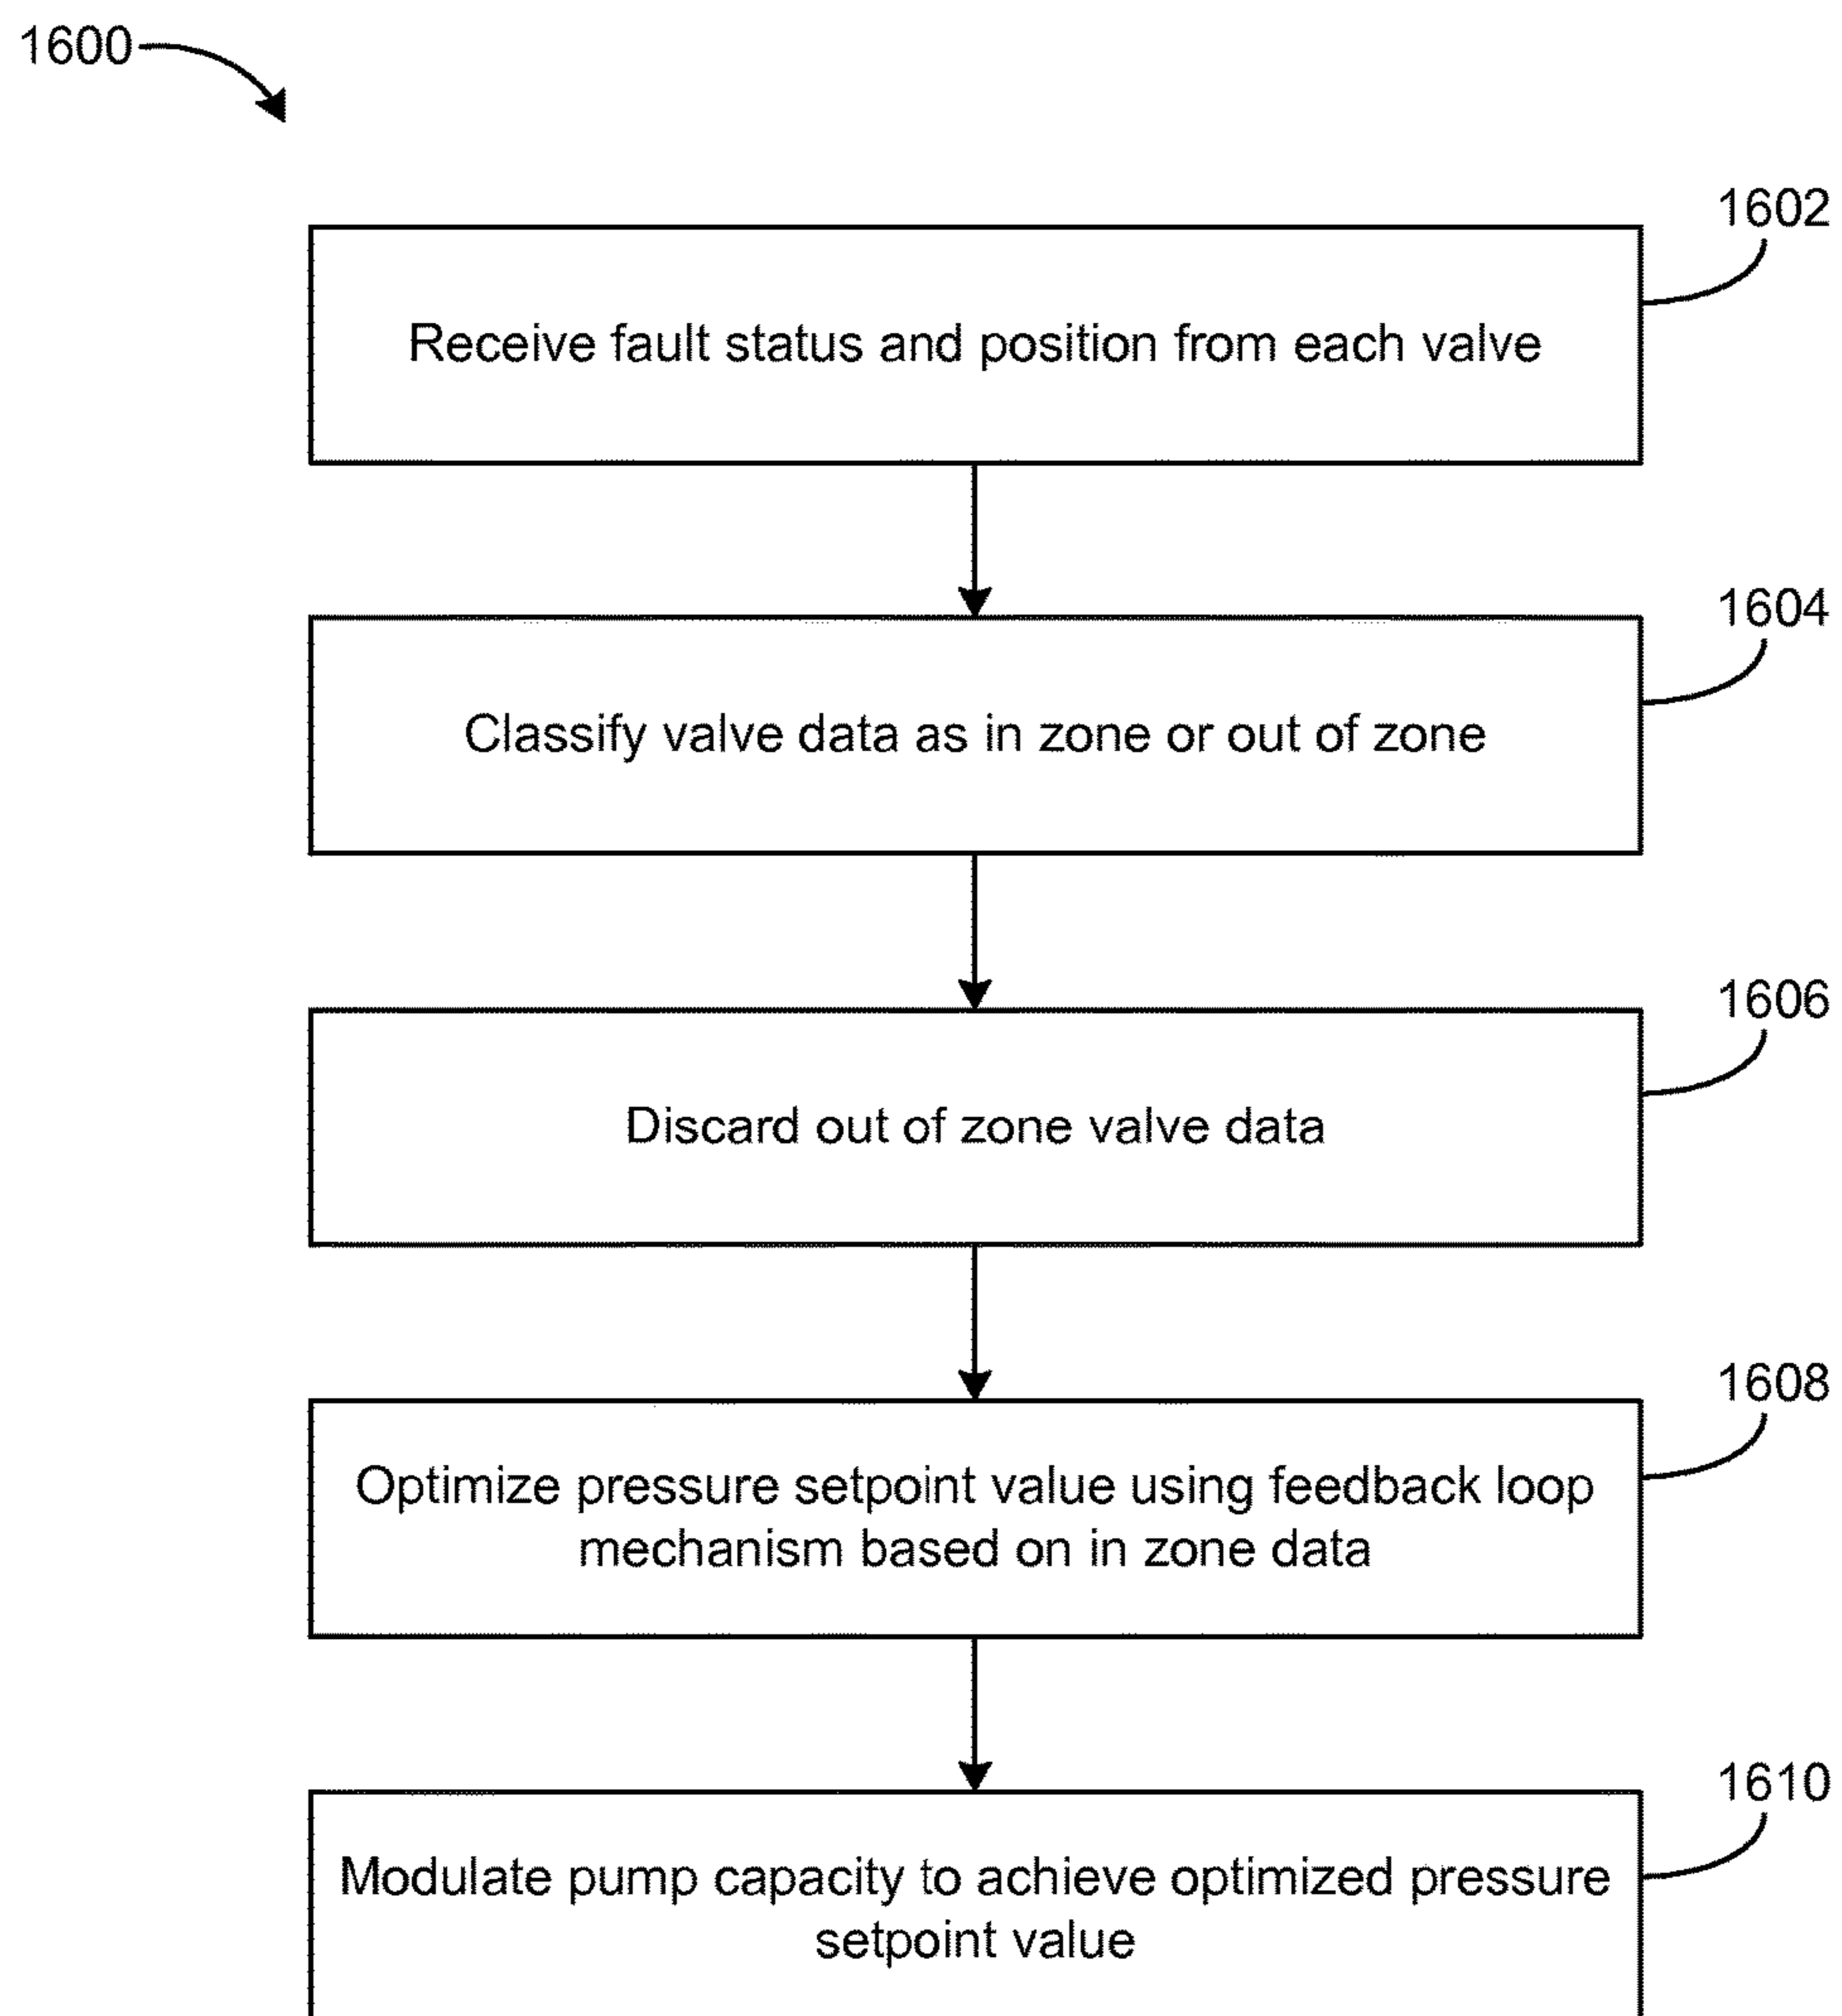 1600
1602
Receive fault status and position from each valve
1604
Classify valve data as in zone or out of zone
1606
Discard out of zone valve data
1608
Optimize pressure setpoint value using feedback loop
mechanism based on in zone data
1610
Modulate pump capacity to achieve optimized pressure
setpoint value